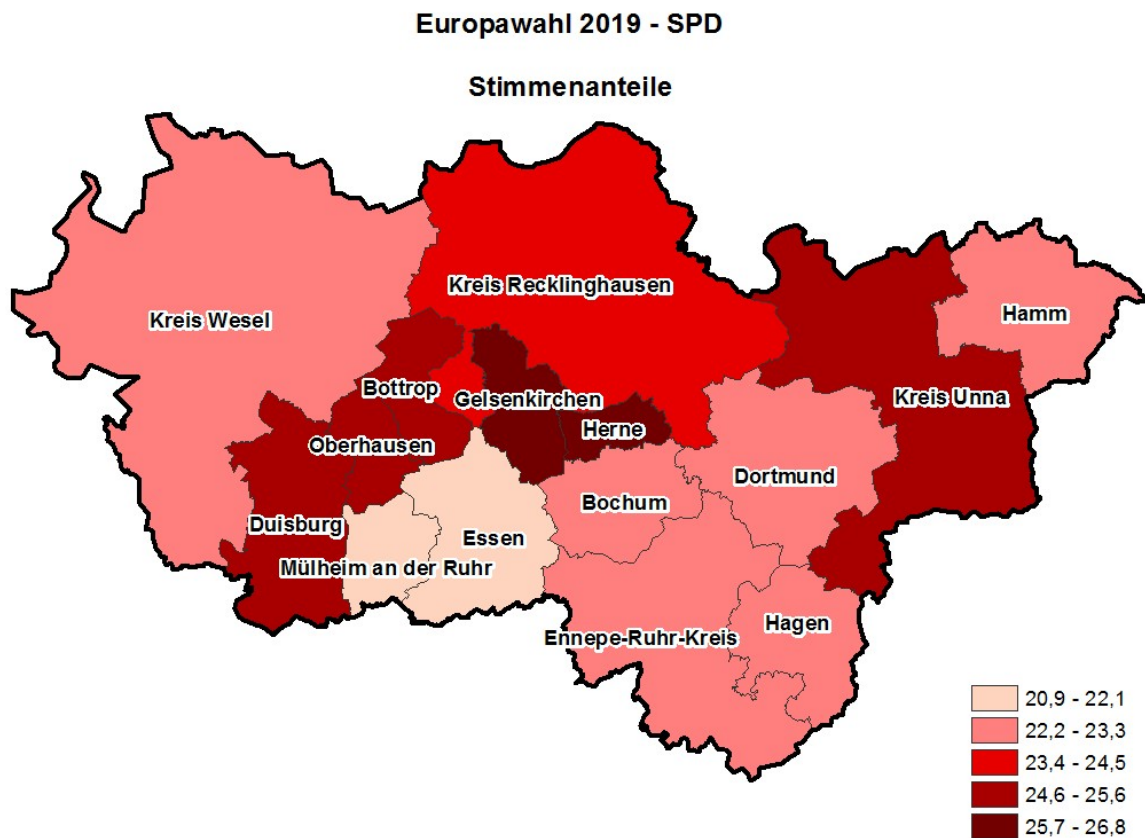 Europawahl 2019 - SPD
Stimmenanteile
Kreis Recklinghausen
Kreis Wesel
Hamm
Bottrop
Gelsenkirchen
Kreis Unna
Herne
Oberhausen
Dortmund
Bochum
Duisburg
Essen
Mülheim an der Ruhr
Hagen
Ennepe-Ruhr-Kreis
20,9 - 22,1
22,2 - 23,3
23,4 - 24,5
24,6 - 25,6
25,7 - 26,8